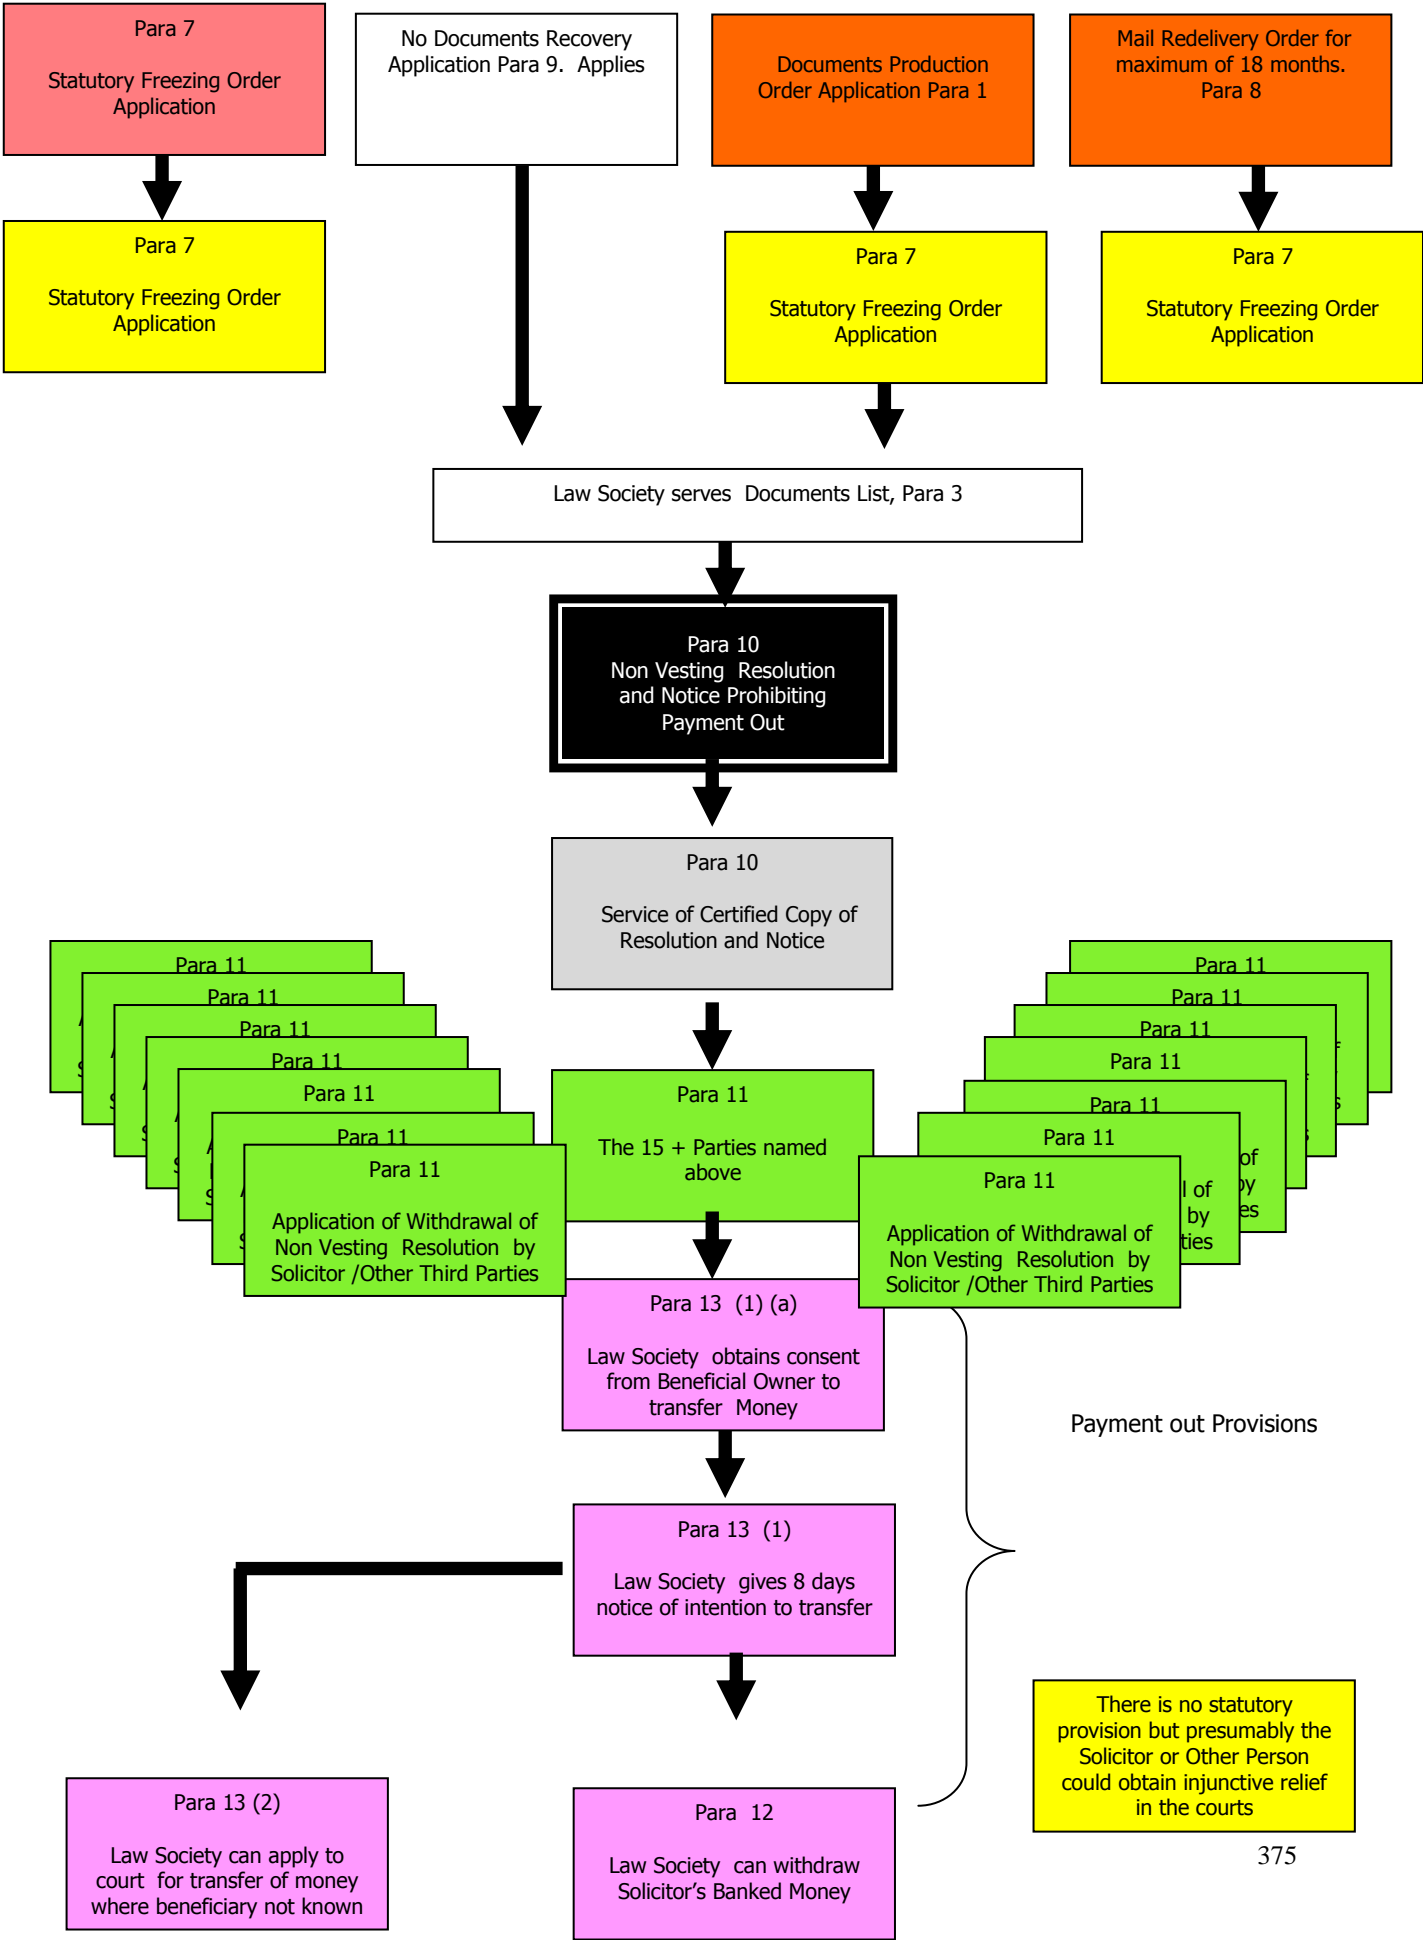 Para 7
Statutory Freezing Order
Application
No Documents Recovery
Application Para 9.  Applies
Documents Production
Order Application Para 1
Mail Redelivery Order for
maximum of 18 months.
Para 8
Para 7
Statutory Freezing Order
Application
Para 7
Statutory Freezing Order
Application
Para 7
Statutory Freezing Order
Application
Law Society serves  Documents List, Para 3
Para 10
Non Vesting  Resolution
and Notice Prohibiting
Payment Out
Para 10
Service of Certified Copy of
Resolution and Notice
Para 11
Para 11
Para 11
Para 11
Para 11
Para 11
Para 11
Application of Withdrawal of
Non Vesting  Resolution  by
Solicitor /Other Third Parties
Para 11
The 15 + Parties named
above
Para 11
Para 11
Para 11
Para 11
Para 11
Para 11
of
by
Para 11
Application of Withdrawal of
Non Vesting  Resolution  by
Solicitor /Other Third Parties
of
by
Para 13  (1) (a)
Law Society  obtains consent
from Beneficial Owner to
transfer  Money
Payment out Provisions
Para 13  (1)
Law Society  gives 8 days
notice of intention to transfer
There is no statutory
provision but presumably the
Solicitor or Other Person
could obtain injunctive relief
in the courts
Para 13 (2)
Law Society can apply to
court  for transfer of money
where beneficiary not known
Para  12
Law Society  can withdraw
Solicitor's Banked Money
375